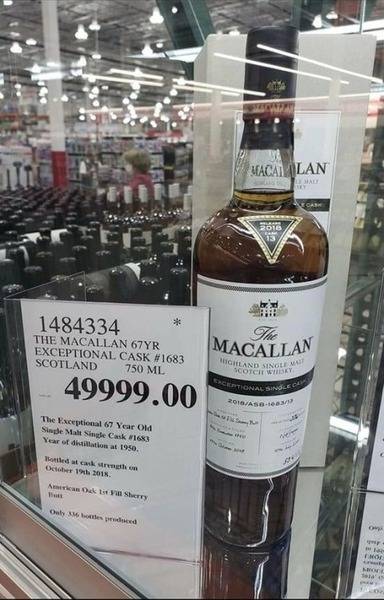 MACALLAN
RELEASE
2018
CASK
13
The
MACALLAN
HIGHLAND SINGLE MALT
SCOTCH WHISKY
EXCEPTIONAL SINGLE CASK
2018/ASB-1683/13
1484334 *
THE MACALLAN 67YR
EXCEPTIONAL CASK #1683
SCOTLAND 750 ML
49999.00
The Exceptional 67 Year Old
Single Malt Single Cask #1683
Year of distillation at 1950.
Bottled at cask strength on
October 19th 2018.
American Oak 1st Fill Sherry
Butt
Only 336 bottles produced